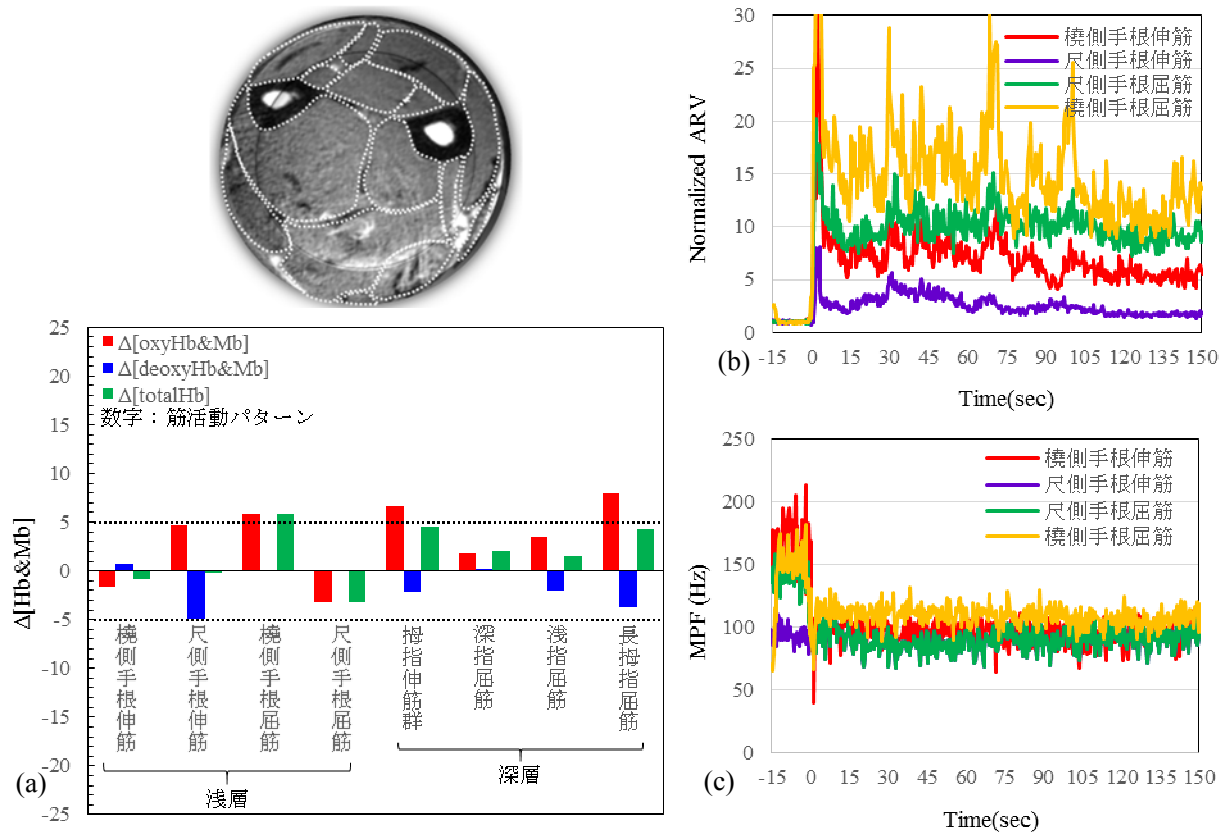 25
20
15
10
5
0
-5
-10
-15
-20
-25
Δ[Hb&Mb]
Δ[oxyHb&Mb]
Δ[deoxyHb&Mb]
Δ[totalHb]
数字：筋活動パターン
橈側手根伸筋
尺側手根伸筋
橈側手根屈筋
尺側手根屈筋
拇指伸筋群
深指屈筋
浅指屈筋
長拇指屈筋
浅層
深層
(a)
30
25
20
15
10
5
0
Normalized ARV
橈側手根伸筋
尺側手根伸筋
尺側手根屈筋
橈側手根屈筋
-15 0 15 30 45 60 75 90 105 120 135 150
Time(sec)
(b)
250
200
150
100
50
0
MPF (Hz)
橈側手根伸筋
尺側手根伸筋
尺側手根屈筋
橈側手根屈筋
-15 0 15 30 45 60 75 90 105 120 135 150
Time(sec)
(c)